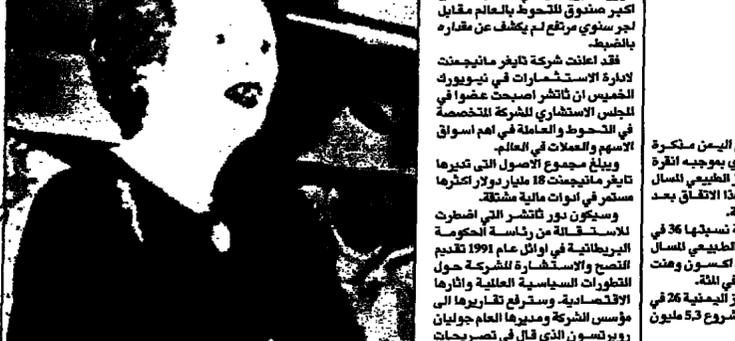 اكبر صندوق للتحوط بالعالم مقابل
اجر سنوي مرتفع لم يكشف عن مقداره
بالضبط.
فقد اعلنت شركة تايغر مانيجمنت
لادارة الاستثمارات في نيويورك
الخميس ان ثاتشر اصبحت عضوا في
المجلس الاستشاري للشركة المتخصصة
في التحوط والعاملة في اهم اسواق
الاسهم والعملات في العالم.
ويبلغ مجموع الاصول التي تديرها
تايغر مانيجمنت 18 مليار دولار اكثرها
مستمر في ادوات مالية مشتقة.
وسيكون دور ثاتشر التي اضطرت
للاستقالة من رئاسة الحكومة
البريطانية في اوائل عام 1991 تقديم
النصح والاستشارة للشركة حول
التطورات السياسية العالمية واثارها
الاقتصادية. وسترفع تقاريرها الى
مؤسس الشركة ومديرها العام جوليان
روبرتسون الذي قال في تصريحات
اليمن مذكرة
ي بموجبه انقرة
الطبيعي المسال
ذا الاتفاق بعد
ة.
ة نسبتها 36 في
الطبيعي المسال
اكسون وهنت
في المئة.
ز اليمنية 26 في
شروع 5,3 مليون